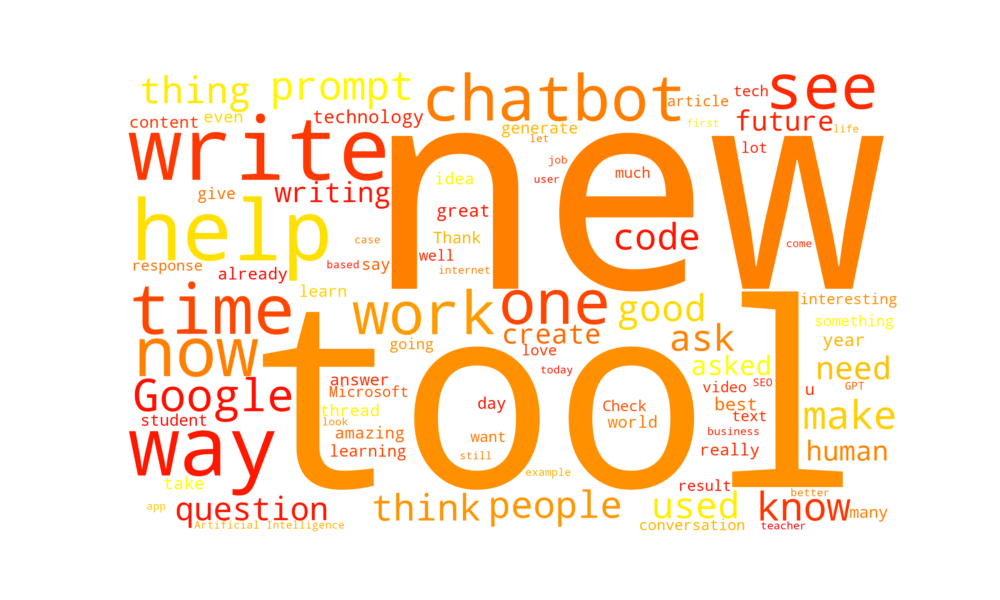 thing
prompt
chatbot
article
tech
see
content
even
technology
generate
first
future
life
write
new
let
lot
writing
idea
job
user
much
give
help
great
code
Thank
case
well
come
response
already
based
say
internet
learn
time
work
one
good
interesting
something
now
going
create
ask
year
love
today
asked
need
Google
answer
Microsoft
tool
video
SEO
u
GPT
student
thread
look
day
Check
world
best
text
make
way
amazing
learning
want
still
business
really
human
take
example
result
better
app
question
Artificial Intelligence
think
people
used
conversation
know
teacher
many